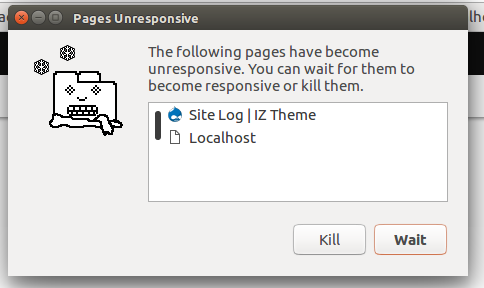 Pages Unresponsive
The following pages have become
unresponsive. You can wait for them to
become responsive or kill them.
Site Log | IZ Theme
Localhost
Kill
Wait